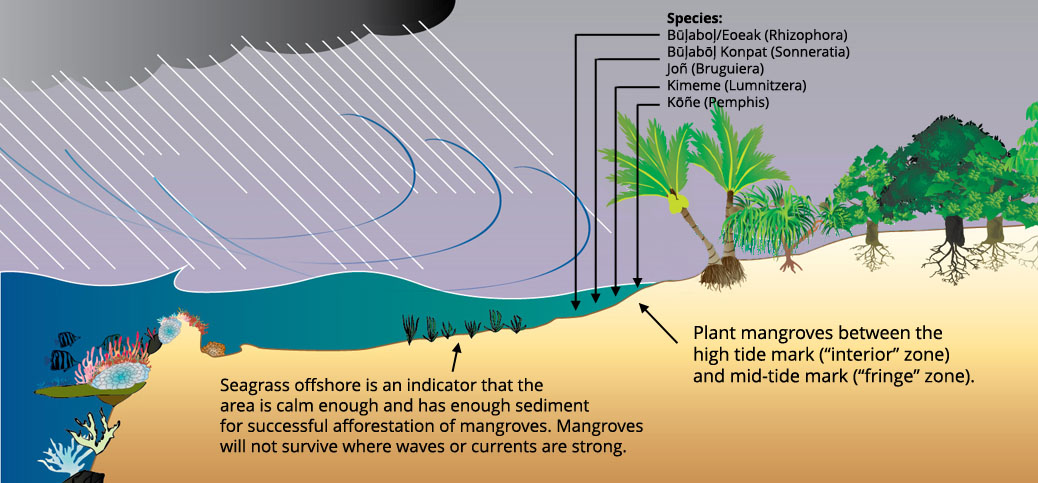 Species:
Būļaboļ/Eoeak (Rhizophora)
Būļabōļ Konpat (Sonneratia)
Joñ (Bruguiera)
Kimeme (Lumnitzera)
Kōñe (Pemphis)
Plant mangroves between the
high tide mark (“interior” zone)
and mid-tide mark (“fringe” zone).
Seagrass offshore is an indicator that the
area is calm enough and has enough sediment
for successful afforestation of mangroves. Mangroves
will not survive where waves or currents are strong.